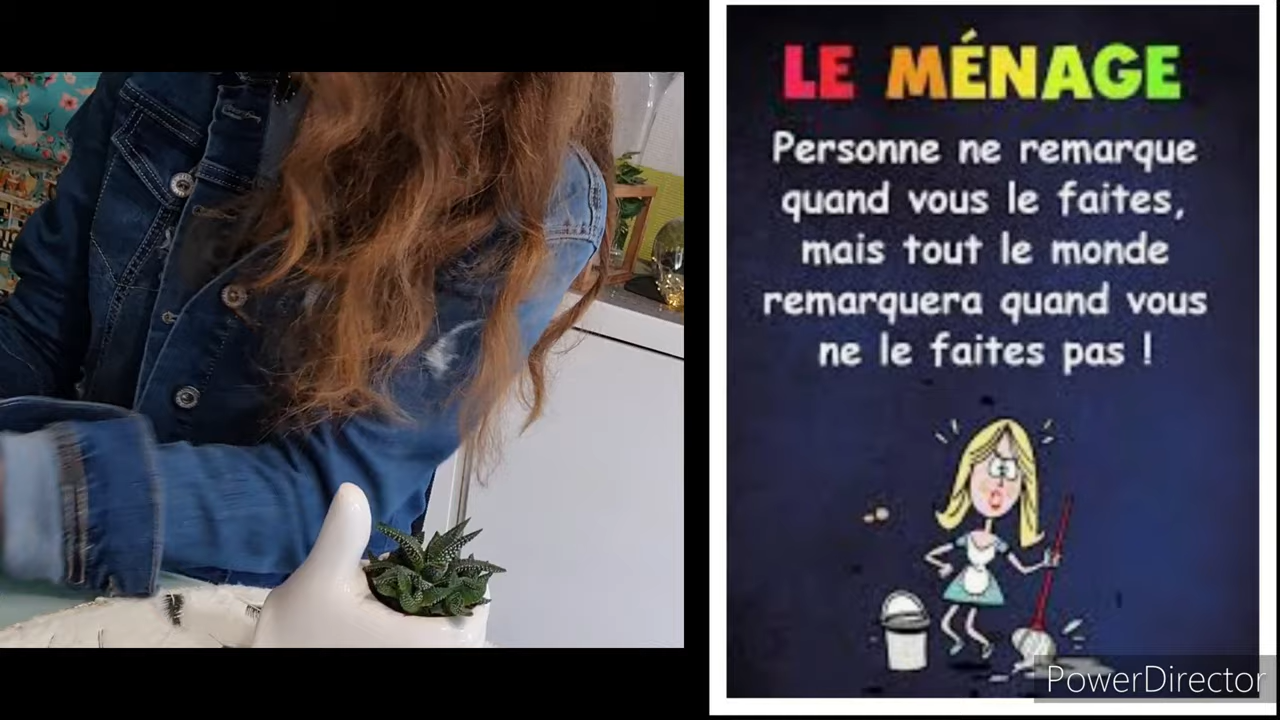 LE MÉNAGE
Personne ne remarque
quand vous le faites,
mais tout le monde
remarquera quand vous
ne le faites pas !
PowerDirector